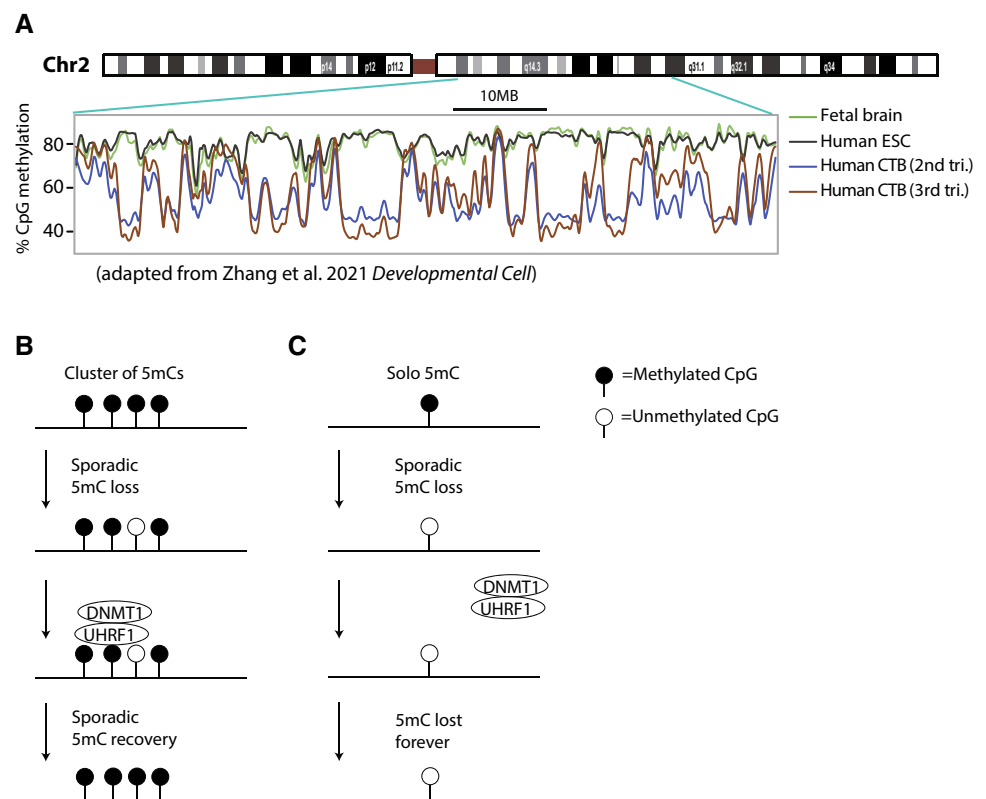 A
Chr2
p14
p12
p11.2
q14.3
q31.1
q32.1
q34
10MB
% CpG methylation
80
60
40
Fetal brain
Human ESC
Human CTB (2nd tri.)
Human CTB (3rd tri.)
(adapted from Zhang et al. 2021 Developmental Cell)
B
Cluster of 5mCs
Sporadic
5mC loss
DNMT1
UHRF1
Sporadic
5mC recovery
C
Solo 5mC
Sporadic
5mC loss
DNMT1
UHRF1
5mC lost
forever
=Methylated CpG
=Unmethylated CpG